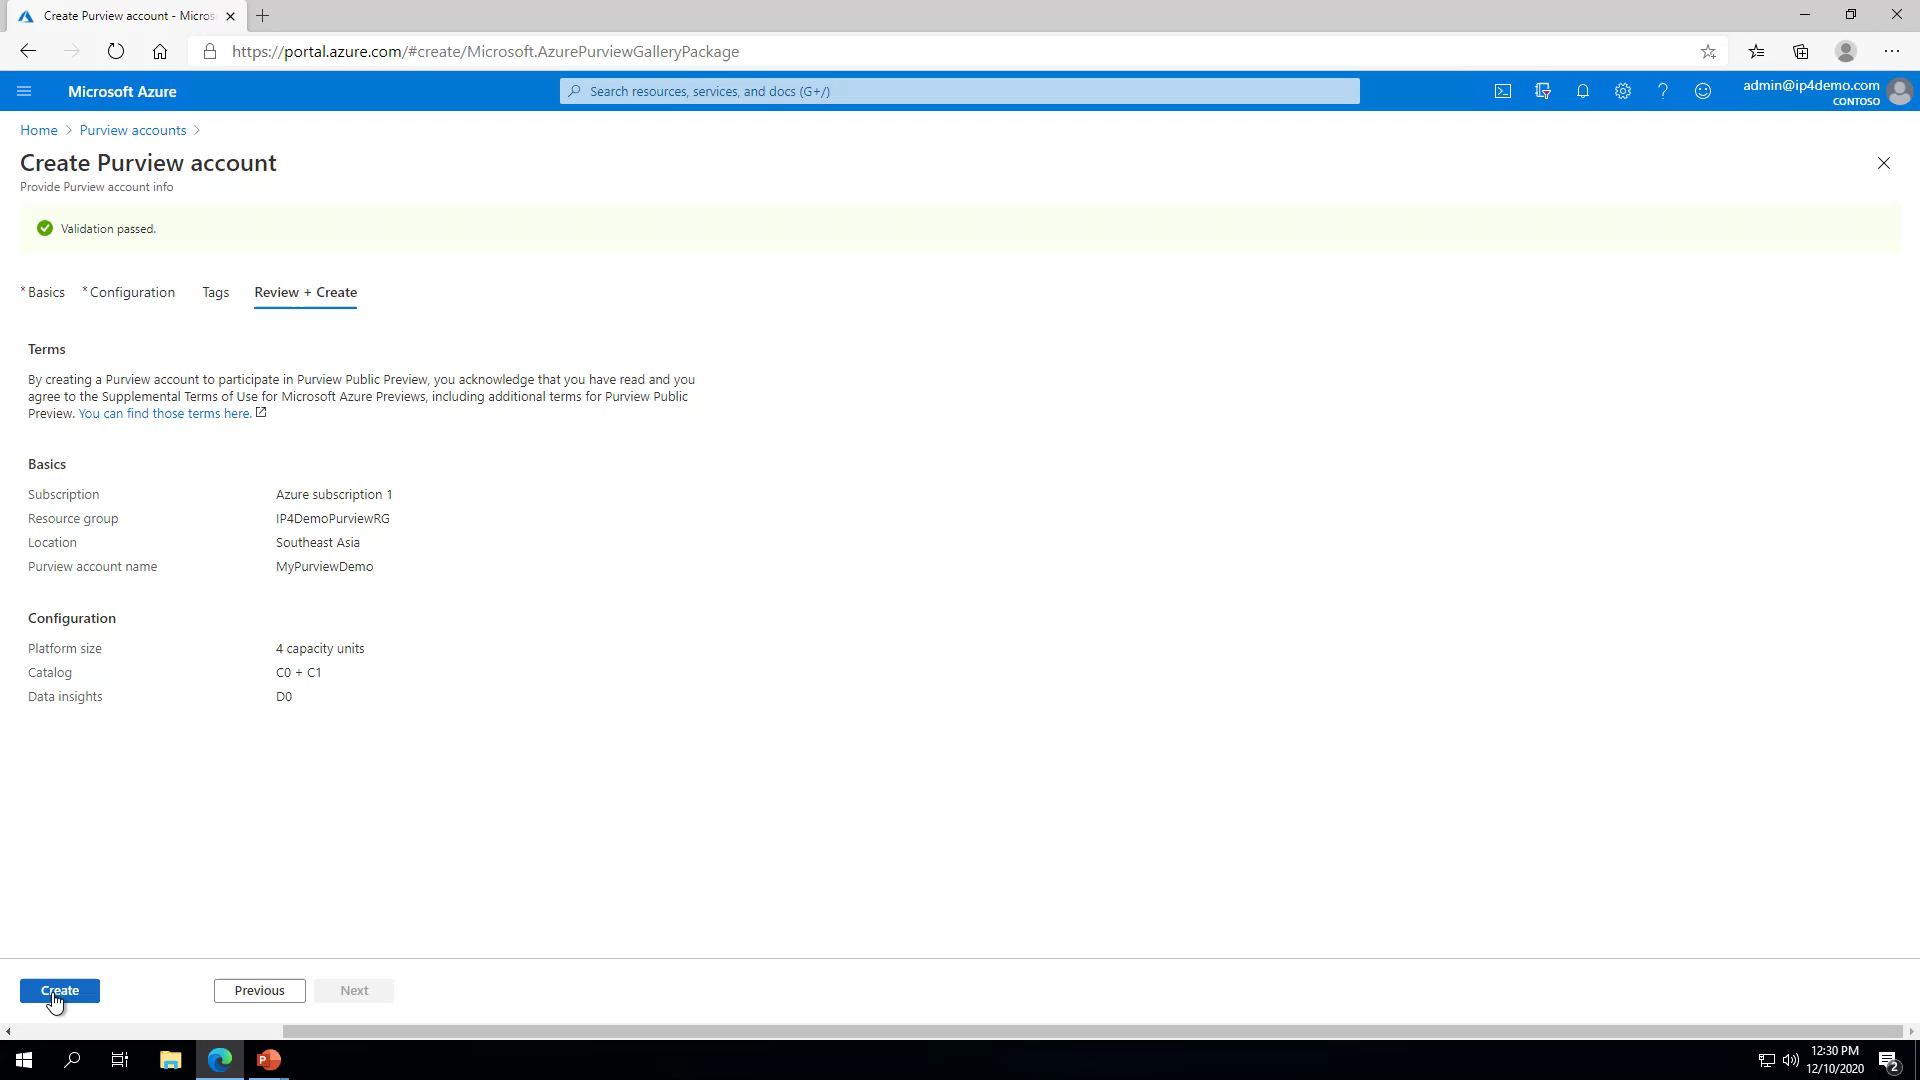 Create Purview account - Micros
https://portal.azure.com/#create/Microsoft.AzurePurviewGalleryPackage
Microsoft Azure
Search resources, services, and docs (G+/)
admin@ip4demo.com
CONTOSO
Home > Purview accounts >
Create Purview account
Provide Purview account info
Validation passed.
* Basics * Configuration Tags Review + Create
Terms
By creating a Purview account to participate in Purview Public Preview, you acknowledge that you have read and you
agree to the Supplemental Terms of Use for Microsoft Azure Previews, including additional terms for Purview Public
Preview. You can find those terms here.
Basics
Subscription Azure subscription 1
Resource group IP4DemoPurviewRG
Location Southeast Asia
Purview account name MyPurviewDemo
Configuration
Platform size 4 capacity units
Catalog C0 + C1
Data insights D0
Create Previous Next
12:30 PM
12/10/2020
2